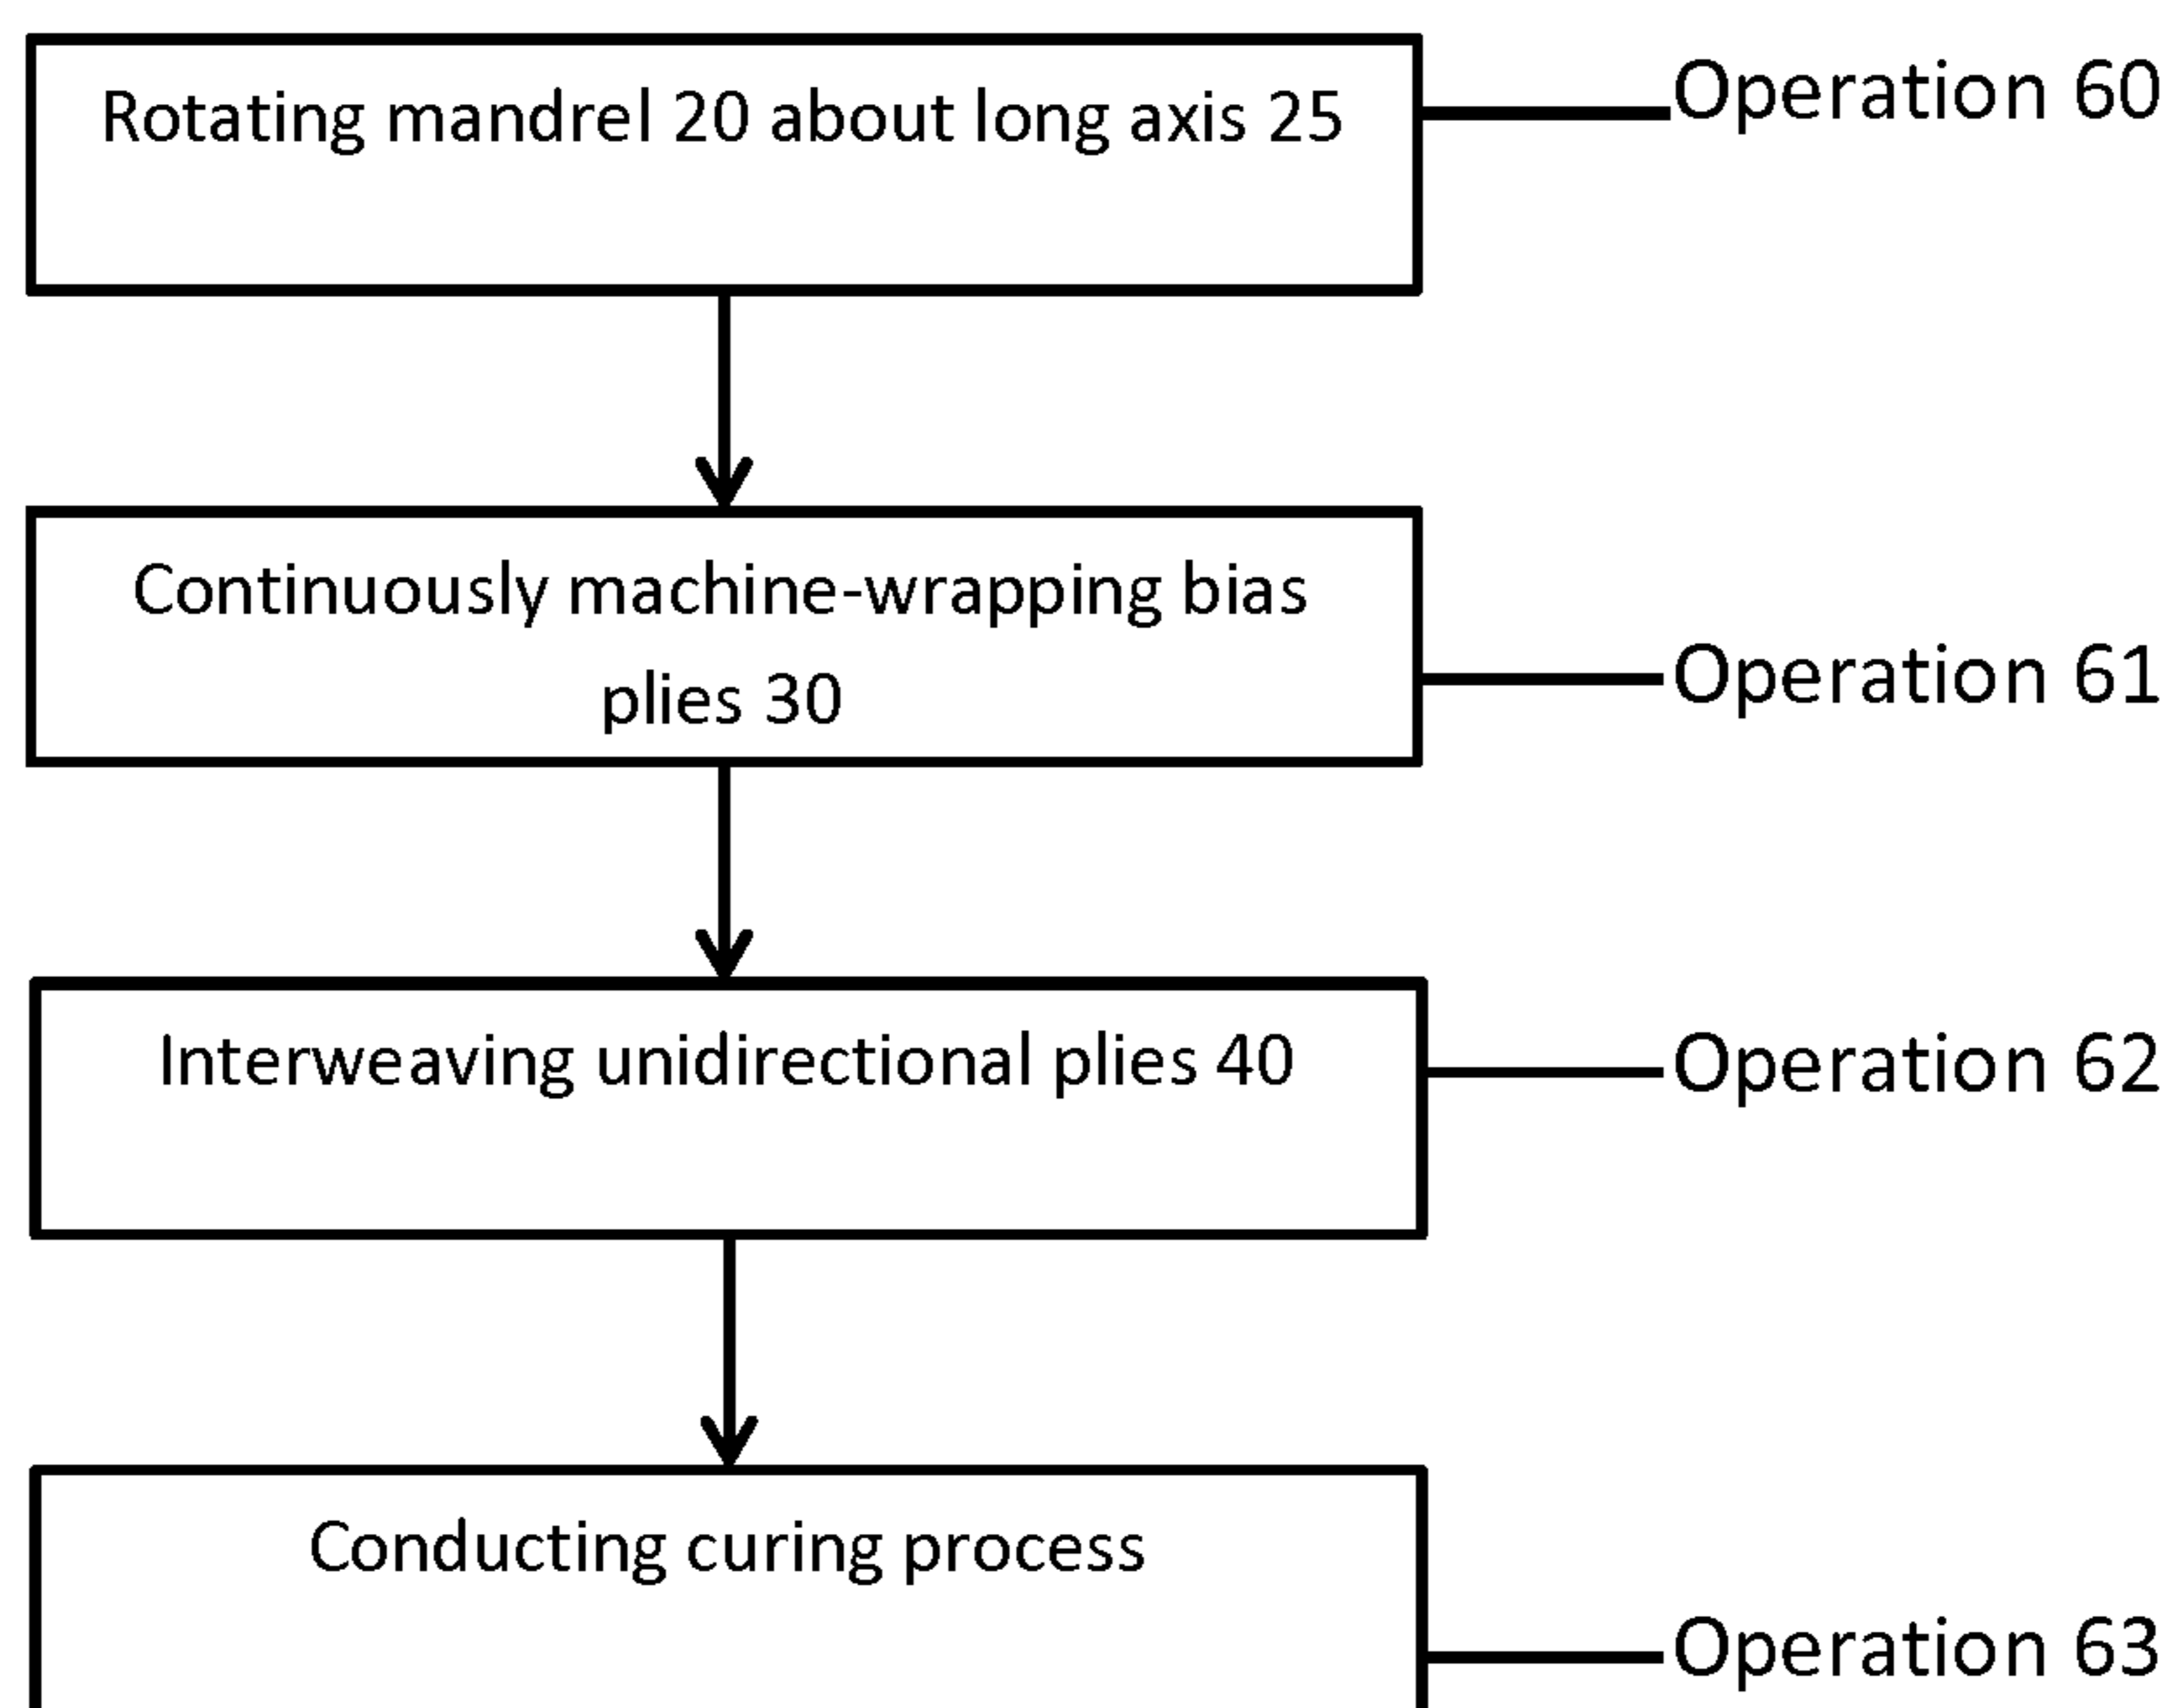 Rotating mandrel 20 about long axis 25
Operation 60
Continuously machine-wrapping bias
plies 30
Operation 61
Interweaving unidirectional plies 40
Operation 62
Conducting curing process
Operation 63